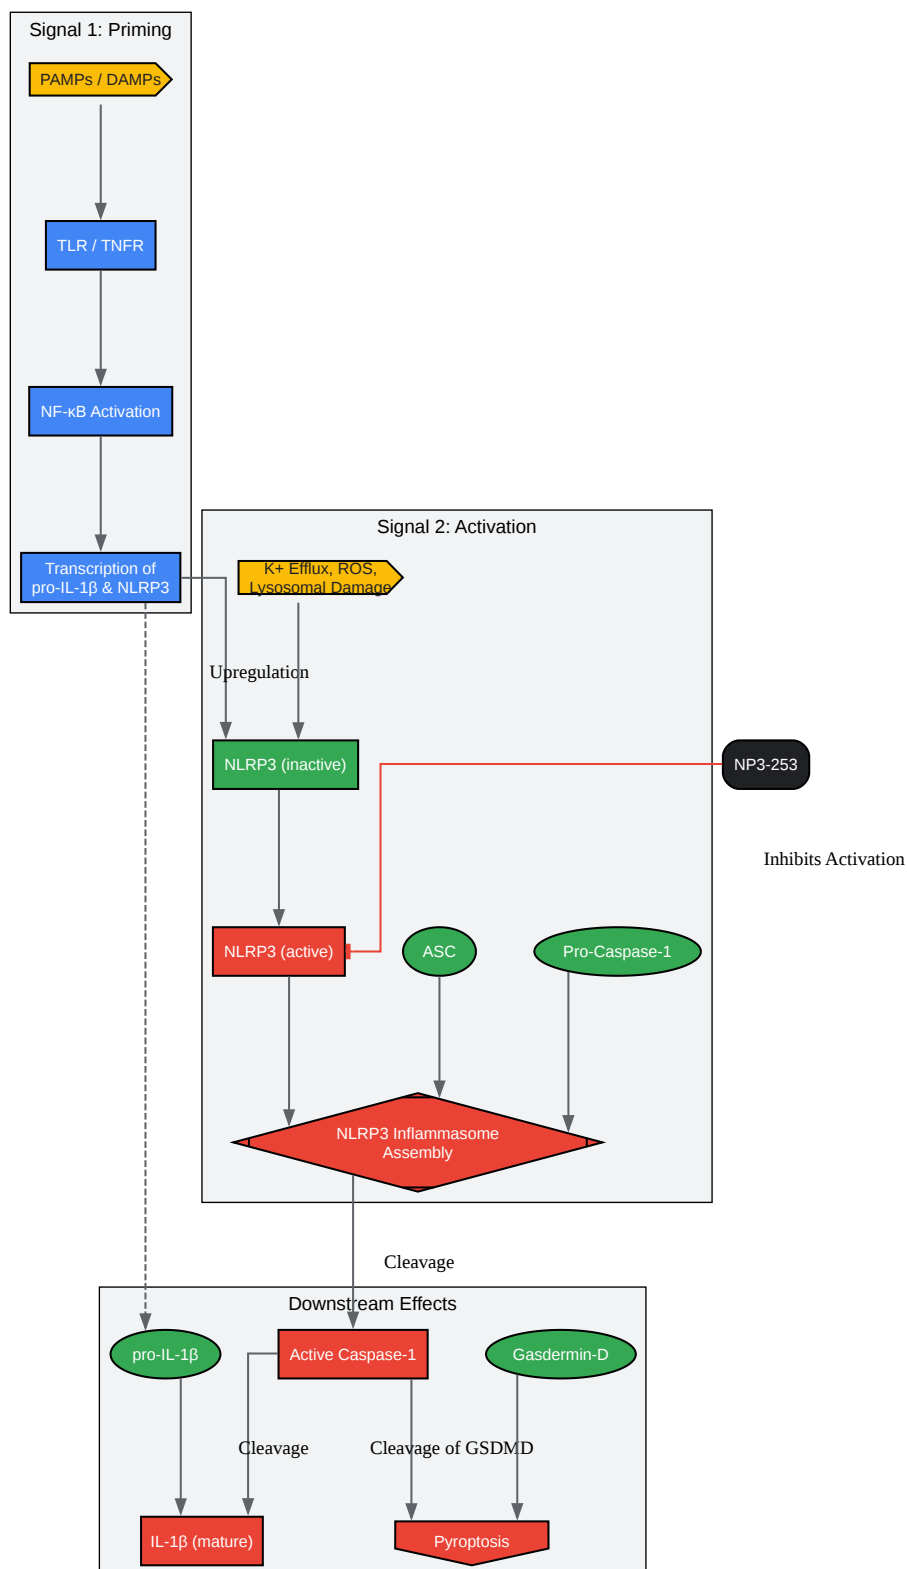 Signal 1: Priming
PAMPs / DAMPs
TLR / TNFR
NF-κB Activation
Transcription of
pro-IL-1β & NLRP3
Signal 2: Activation
K+ Efflux, ROS,
Lysosomal Damage
Upregulation
NLRP3 (inactive)
NP3-253
Inhibits Activation
NLRP3 (active)
ASC
Pro-Caspase-1
NLRP3 Inflammasome
Assembly
Cleavage
Downstream Effects
pro-IL-1β
Active Caspase-1
Gasdermin-D
Cleavage
Cleavage of GSDMD
IL-1β (mature)
Pyroptosis